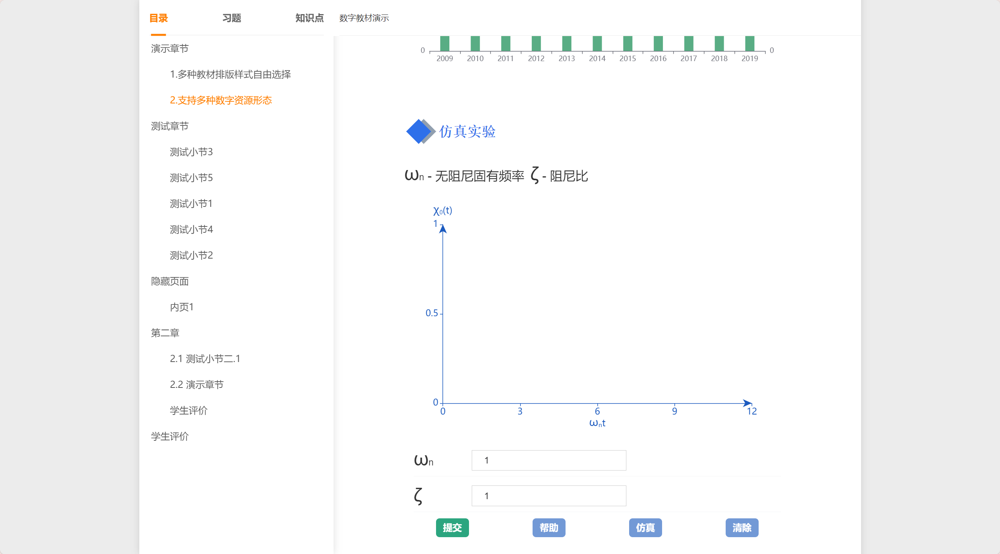 目录 习题 知识点 数字教材演示
演示章节
1.多种教材排版样式自由选择
2.支持多种数字资源形态
测试章节
测试小节3
测试小节5
测试小节1
测试小节4
测试小节2
隐藏页面
内页1
第二章
2.1 测试小节二.1
2.2 演示章节
学生评价
学生评价
0 0
2009 2010 2011 2012 2013 2014 2015 2016 2017 2018 2019
仿真实验
ωn - 无阻尼固有频率 ζ - 阻尼比
χ0(t)
1
0.5
0
0 3 6 9 12
ωnt
ωn 1
ζ 1
提交 帮助 仿真 清除